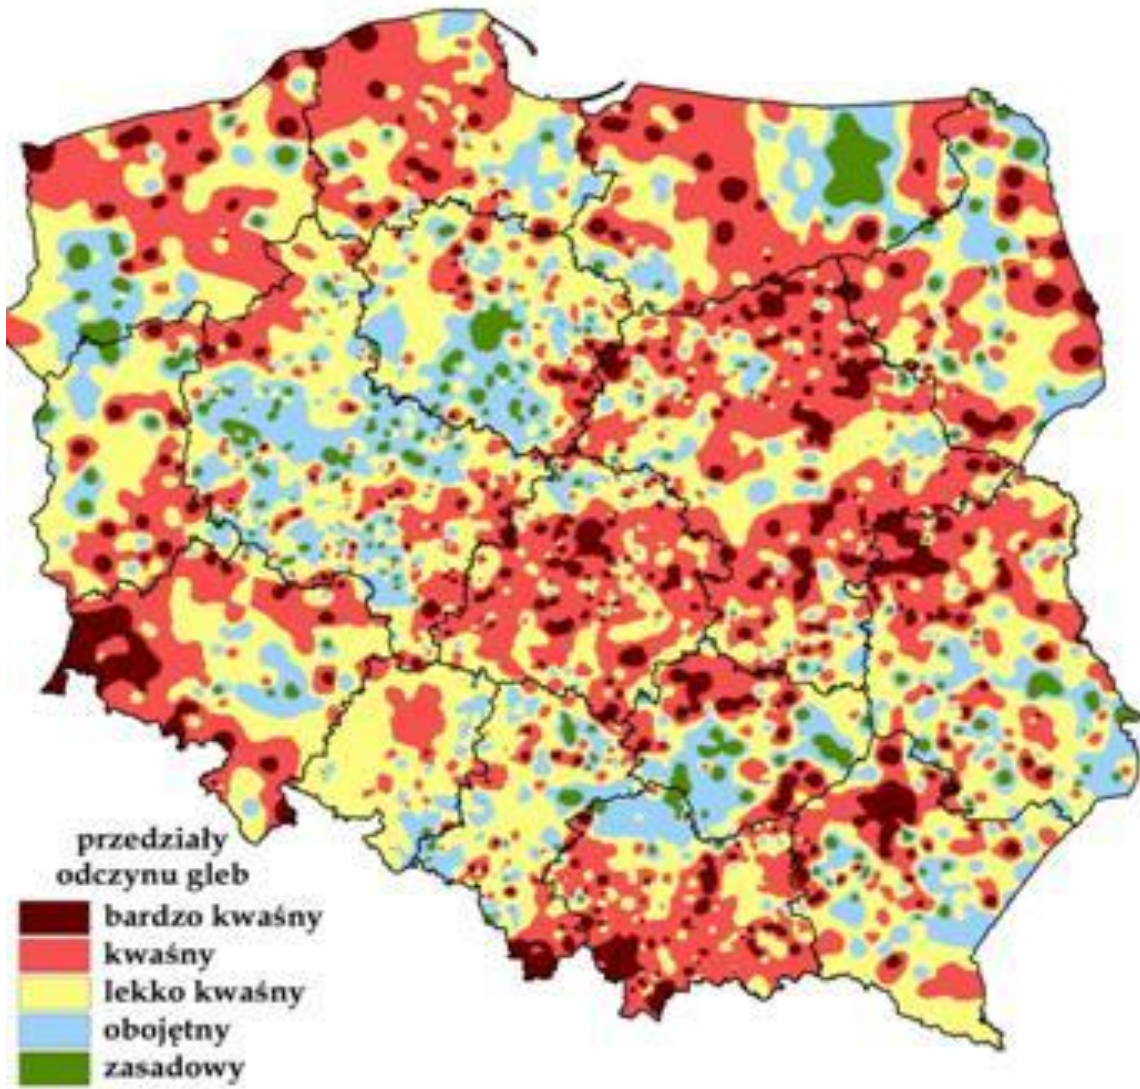 przedziały
odczynu gleb
bardzo kwaśny
kwaśny
lekko kwaśny
obojętny
zasadowy